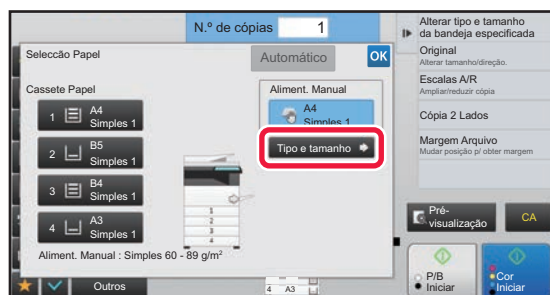 N.º de cópias 1
Selecção Papel
Automático
OK
Cassete Papel
Aliment. Manual
1 A4
Simples 1
2 B5
Simples 1
3 B4
Simples 1
4 A3
Simples 1
A4
Simples 1
Tipo e tamanho
1
2
3
4
Aliment. Manual : Simples 60 - 89 g/m²
Outros
4 A3
Alterar tipo e tamanho
da bandeja especificada
Original
Alterar tamanho/direção.
Escalas A/R
Ampliar/reduzir cópia
Cópia 2 Lados
Margem Arquivo
Mudar posição p/ obter margem
Pré-
visualização
CA
P/B
Iniciar
Cor
Iniciar